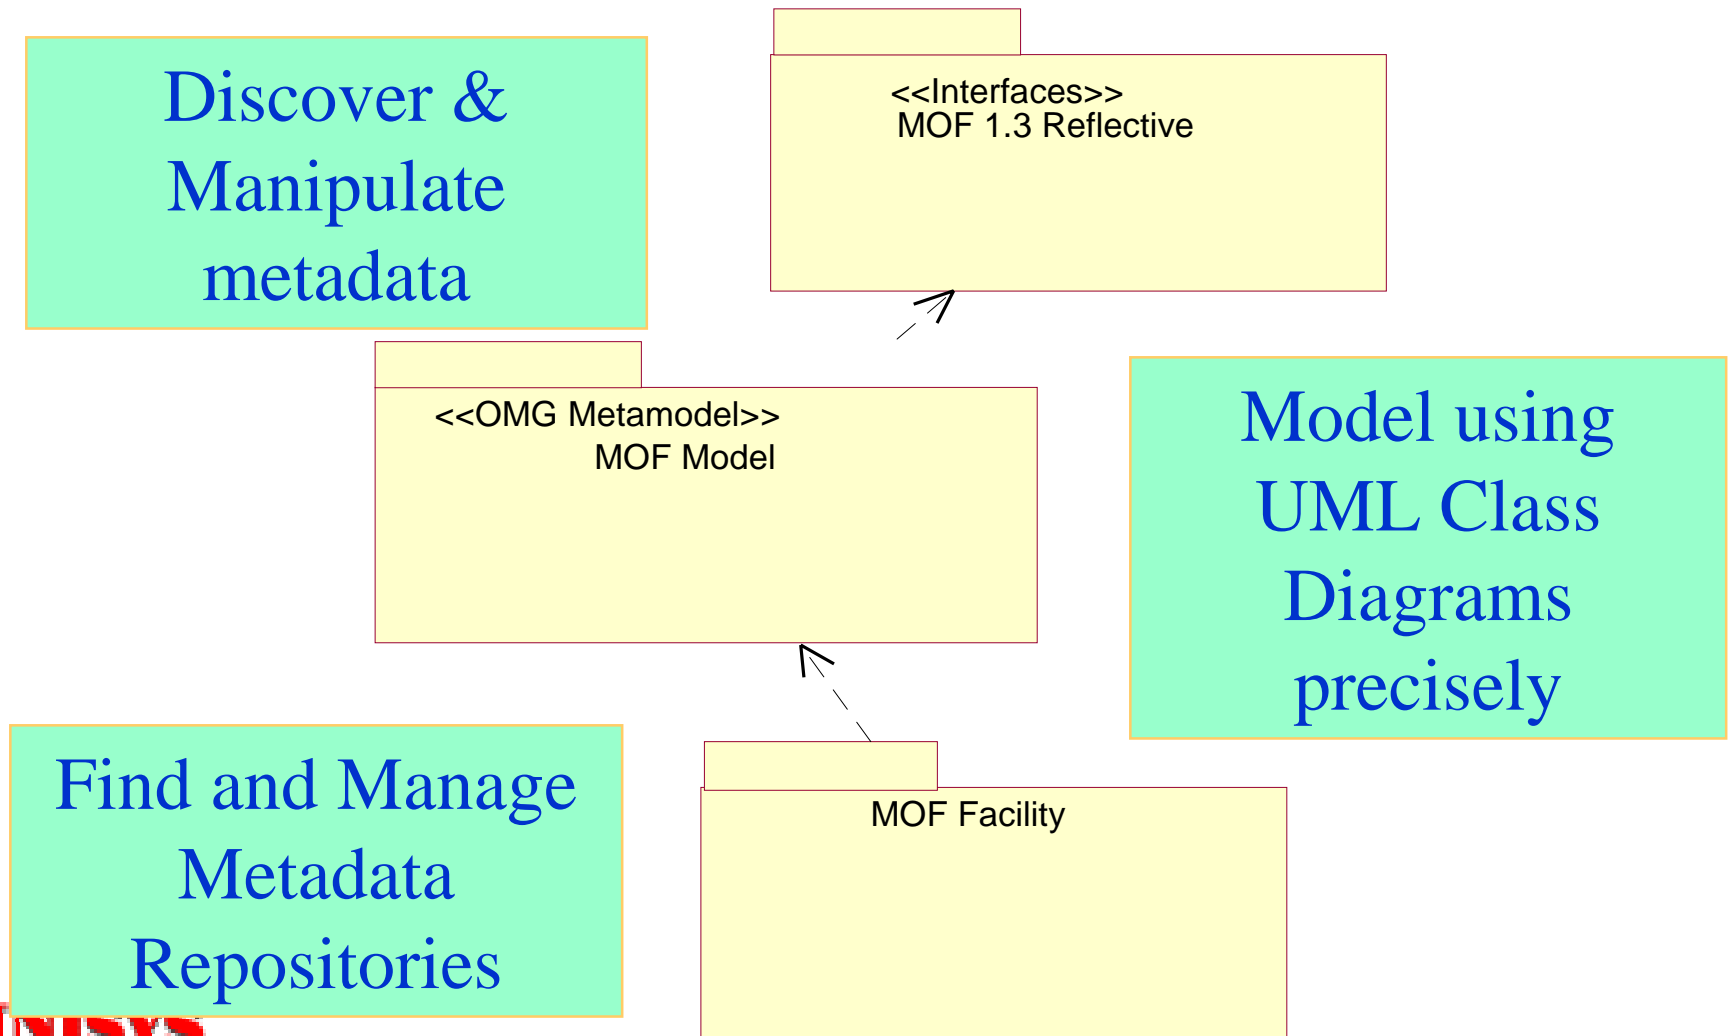 Discover &
Manipulate
metadata
<<Interfaces>>
MOF 1.3 Reflective
<<OMG Metamodel>>
MOF Model
Model using
UML Class
Diagrams
precisely
Find and Manage
Metadata
Repositories
MOF Facility